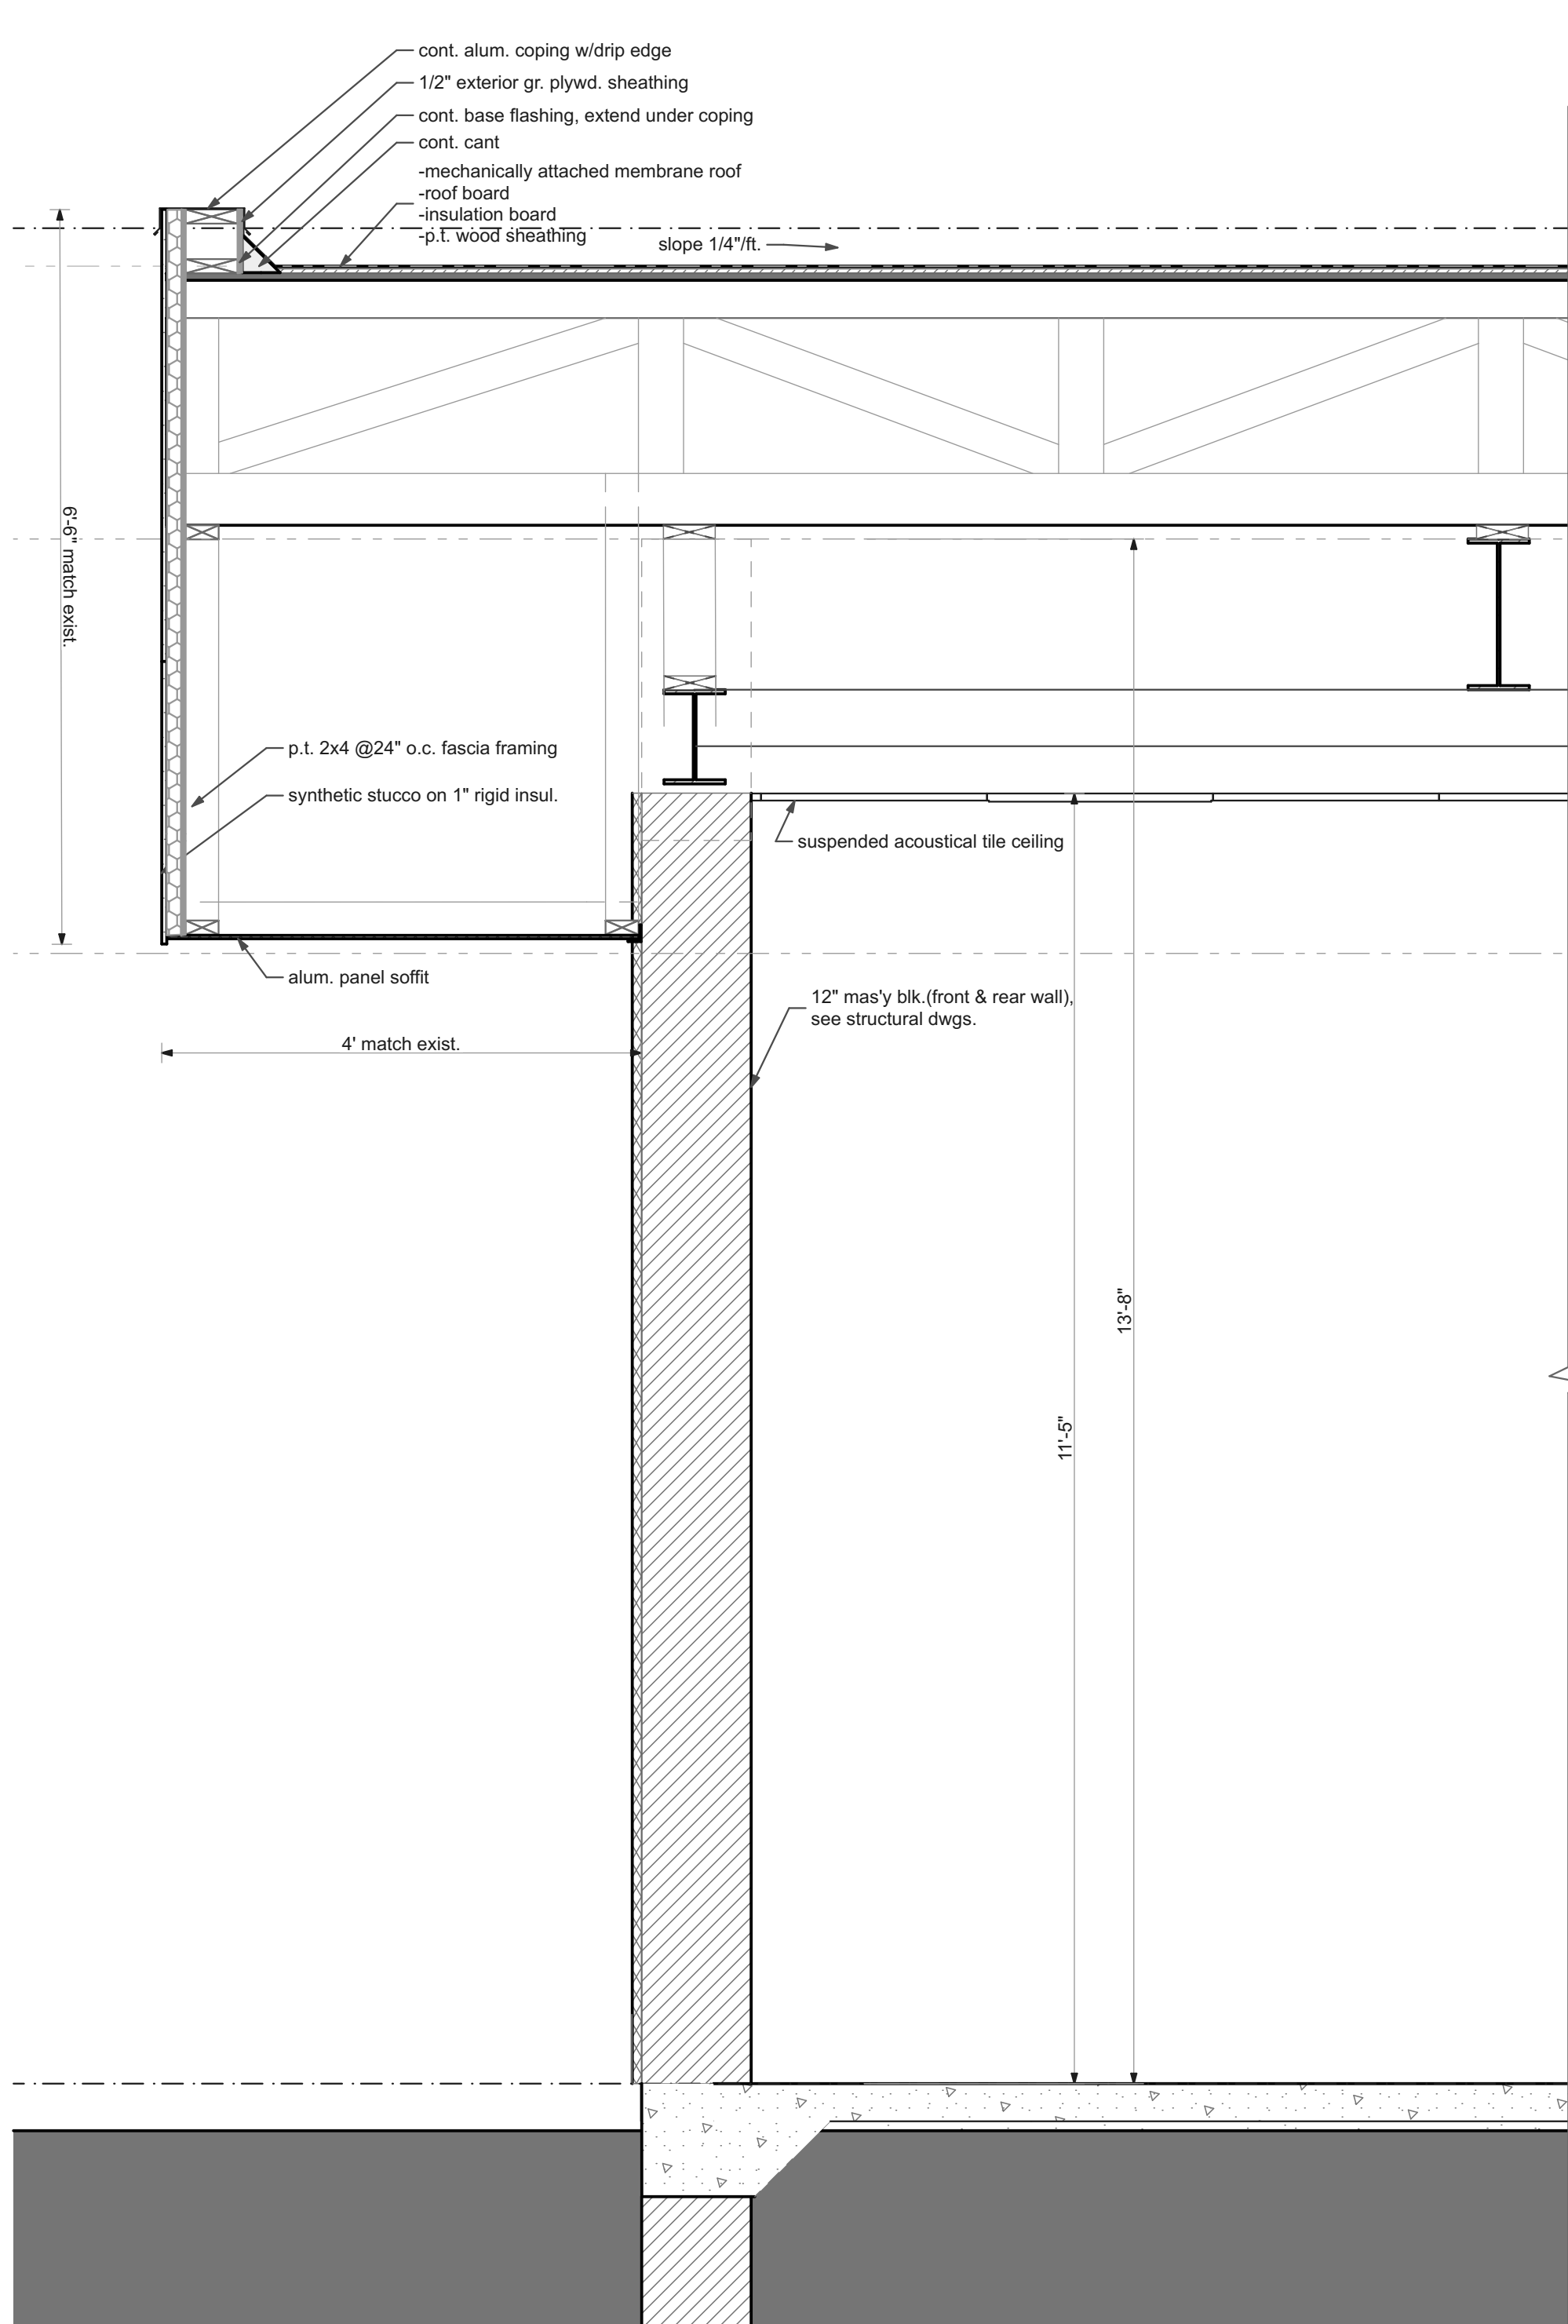 cont. alum. coping w/drip edge
1/2" exterior gr. plywd. sheathing
cont. base flashing, extend under coping
cont. cant
-mechanically attached membrane roof
-roof board
-insulation board
-p.t. wood sheathing
slope 1/4"/ft.
6'-6" match exist.
p.t. 2x4 @24" o.c. fascia framing
synthetic stucco on 1" rigid insul.
suspended acoustical tile ceiling
alum. panel soffit
12" mas'y blk.(front & rear wall),
see structural dwgs.
4' match exist.
13'-8"
11'-5"